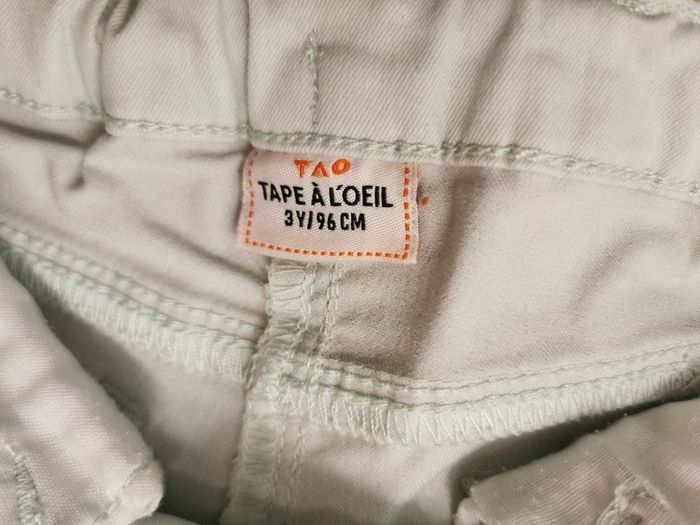 TAO
TAPE À L'OEIL
3Y/96CM